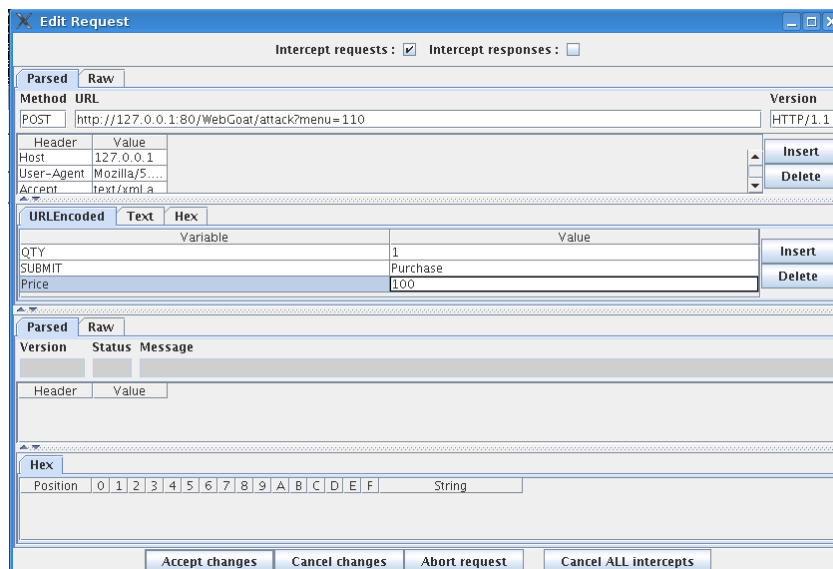 Edit Request
Intercept requests : Intercept responses :
Parsed Raw
Method URL Version
POST http://127.0.0.1:80/WebGoat/attack?menu=110 HTTP/1.1
Header Value
Host 127.0.0.1
User-Agent Mozilla/5....
Accept text/xml,a...
Insert
Delete
URLEncoded Text Hex
Variable Value
QTY 1
SUBMIT Purchase
Price 100
Insert
Delete
Parsed Raw
Version Status Message
Header Value
Hex
Position 0 1 2 3 4 5 6 7 8 9 A B C D E F String
Accept changes Cancel changes Abort request Cancel ALL intercepts